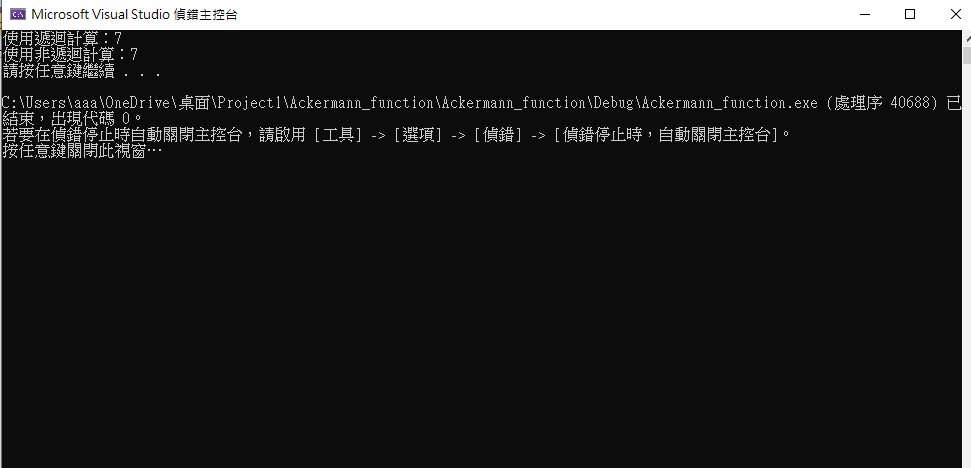 Microsoft Visual Studio 偵錯主控台
使用遞迴計算：7
使用非遞迴計算：7
請按任意鍵繼續 . . .
C:\Users\aaa\OneDrive\桌面\Project1\Ackermann_function\Ackermann_function\Debug\Ackermann_function.exe (處理序 40688) 已
結束，出現代碼 0。
若要在偵錯停止時自動關閉主控台，請啟用 [工具] -> [選項] -> [偵錯] -> [偵錯停止時，自動關閉主控台]。
按任意鍵關閉此視窗…